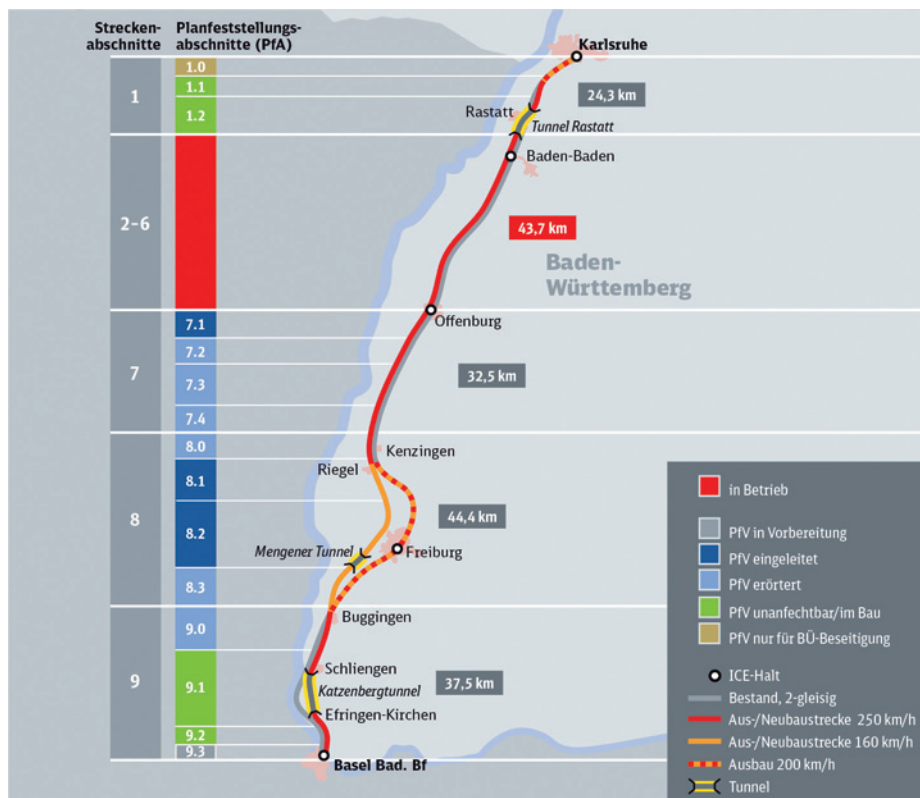 Strecken-
abschnitte
Planfeststellungs-
abschnitte (PfA)
1
1.0
1.1
1.2
2–6
7
7.1
7.2
7.3
7.4
8
8.0
8.1
8.2
8.3
9
9.0
9.1
9.2
9.3
Karlsruhe
24,3 km
Rastatt
Tunnel Rastatt
Baden-Baden
43,7 km
Baden-
Württemberg
Offenburg
32,5 km
Kenzingen
Riegel
44,4 km
Mengener Tunnel
Freiburg
Buggingen
Schliengen
Katzenbergtunnel
37,5 km
Efringen-Kirchen
Basel Bad. Bf
in Betrieb
PfV in Vorbereitung
PfV eingeleitet
PfV erörtert
PfV unanfechtbar/im Bau
PfV nur für BÜ-Beseitigung
ICE-Halt
Bestand, 2-gleisig
Aus-/Neubaustrecke 250 km/h
Aus-/Neubaustrecke 160 km/h
Ausbau 200 km/h
Tunnel